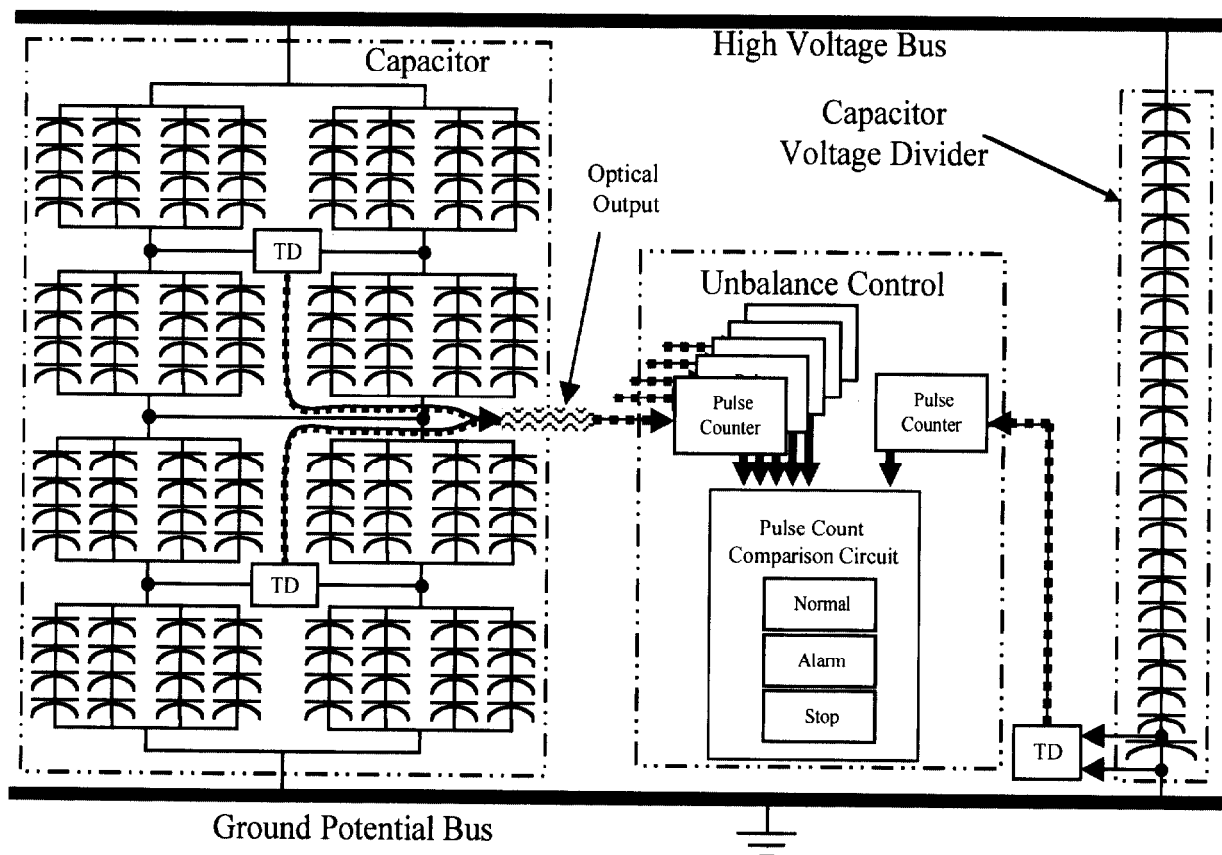 High Voltage Bus
Capacitor
Capacitor
Voltage Divider
Optical
Output
TD
Unbalance Control
Pulse
Counter
Pulse
Counter
Pulse Count
Comparison Circuit
TD
Normal
Alarm
Stop
TD
Ground Potential Bus